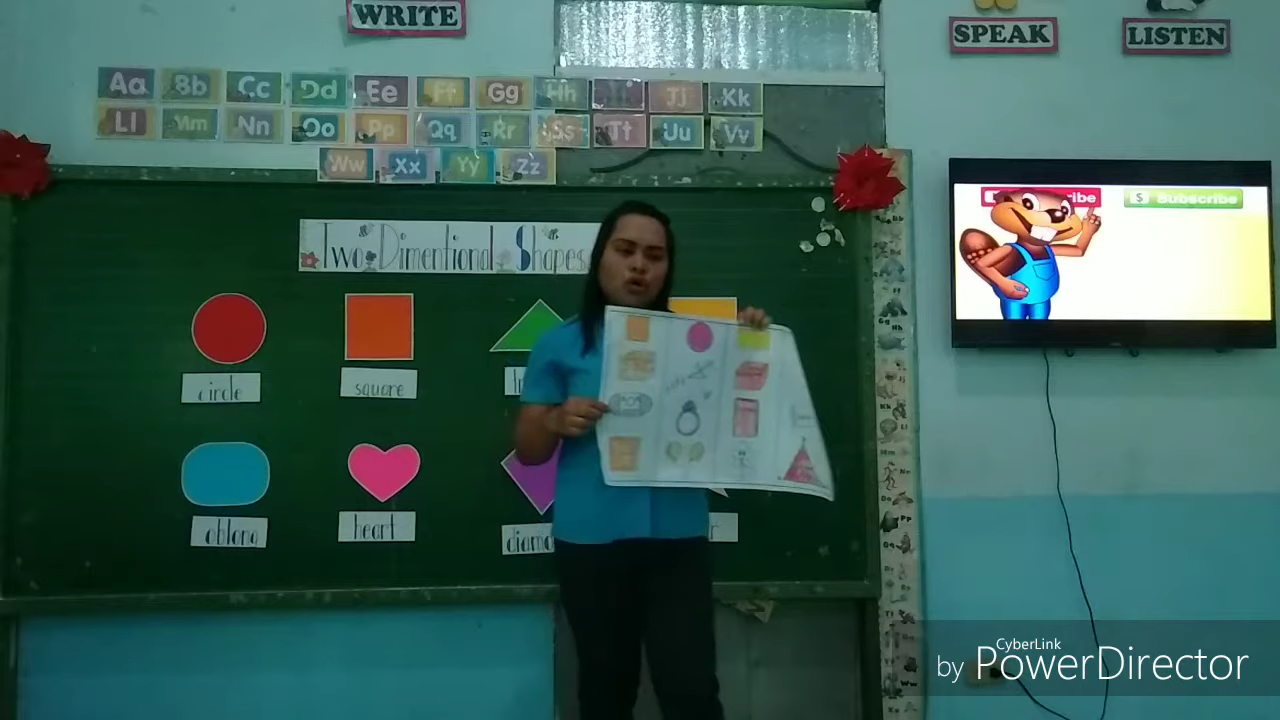 WRITE
SPEAK
LISTEN
Aa Bb Cc Dd Ee Ff Gg Hh Ii Jj Kk
Ll Mm Nn Oo Pp Qq Rr Ss Tt Uu Vv
Ww Xx Yy Zz
Subscribe
Two Dimentional Shapes
circle
square
oblong
heart
diamo
CyberLink
by PowerDirector